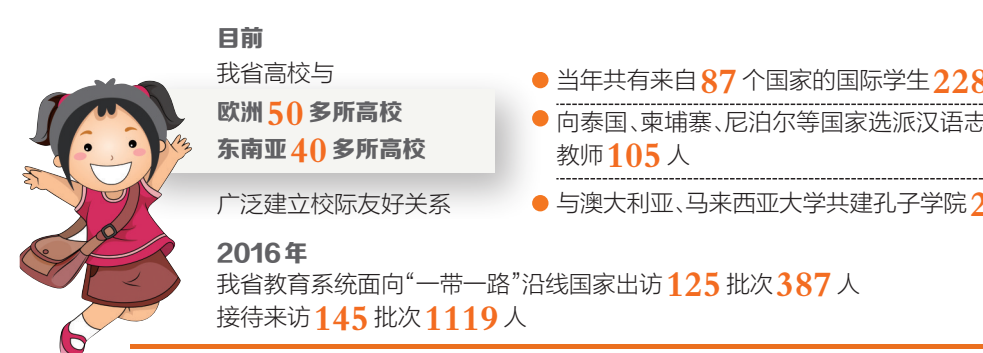 目前
我省高校与
欧洲50多所高校
东南亚40多所高校
广泛建立校际友好关系
● 当年共有来自87个国家的国际学生228
● 向泰国、柬埔寨、尼泊尔等国家选派汉语志
教师105人
● 与澳大利亚、马来西亚大学共建孔子学院2
2016年
我省教育系统面向“一带一路”沿线国家出访125批次387人
接待来访145批次1119人